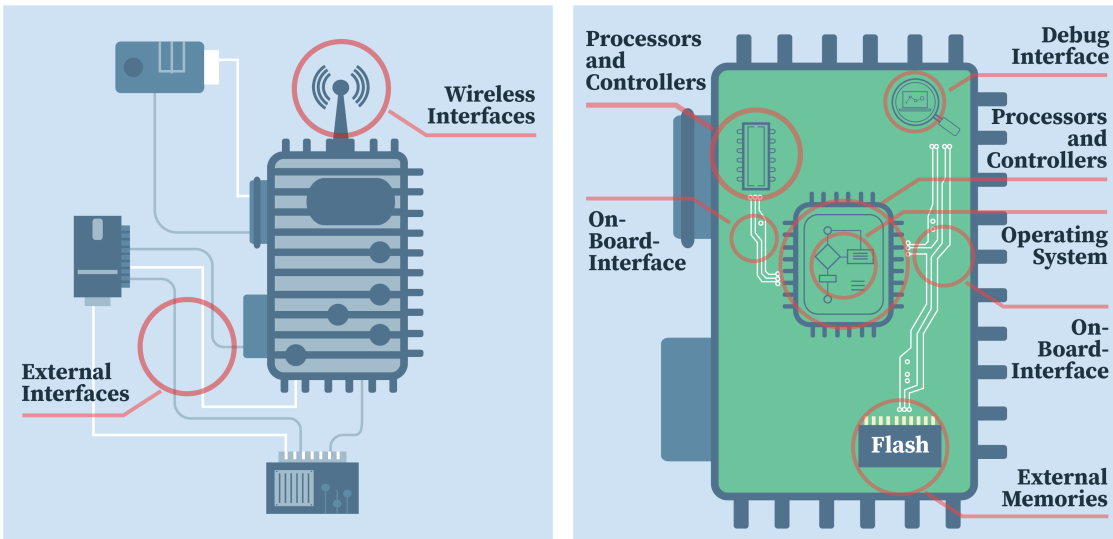 Wireless
Interfaces
External
Interfaces
Processors
and
Controllers
On-
Board-
Interface
Debug
Interface
Processors
and
Controllers
Operating
System
On-
Board-
Interface
Flash
External
Memories